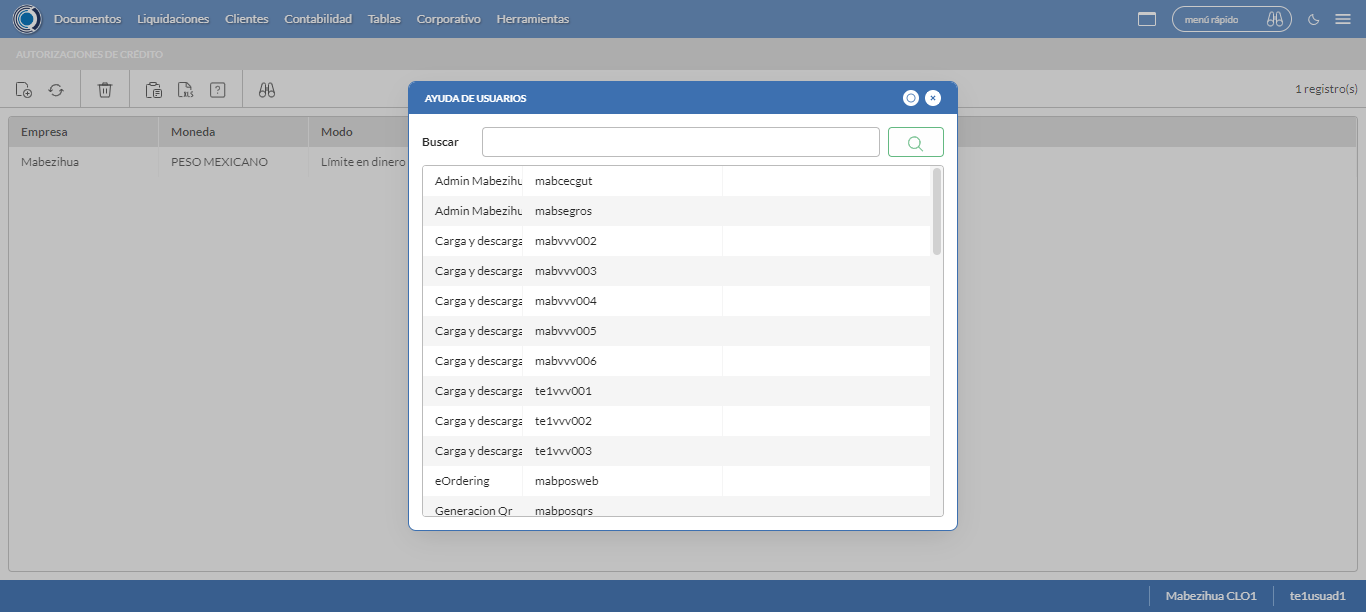 Documentos Liquidaciones Clientes Contabilidad Tablas Corporativo Herramientas menú rápido
AUTORIZACIONES DE CRÉDITO
XLS ? 1 registro(s)
Empresa Moneda Modo
Mabezihua PESO MEXICANO Límite en dinero
AYUDA DE USUARIOS
Buscar
Admin Mabezihu mabcecgut
Admin Mabezihu mabsegros
Carga y descarga mabvvv002
Carga y descarga mabvvv003
Carga y descarga mabvvv004
Carga y descarga mabvvv005
Carga y descarga mabvvv006
Carga y descarga te1vvv001
Carga y descarga te1vvv002
Carga y descarga te1vvv003
eOrdering mabposweb
Generacion Qr mabposqrs
Mabezihua CLO1 te1usuad1